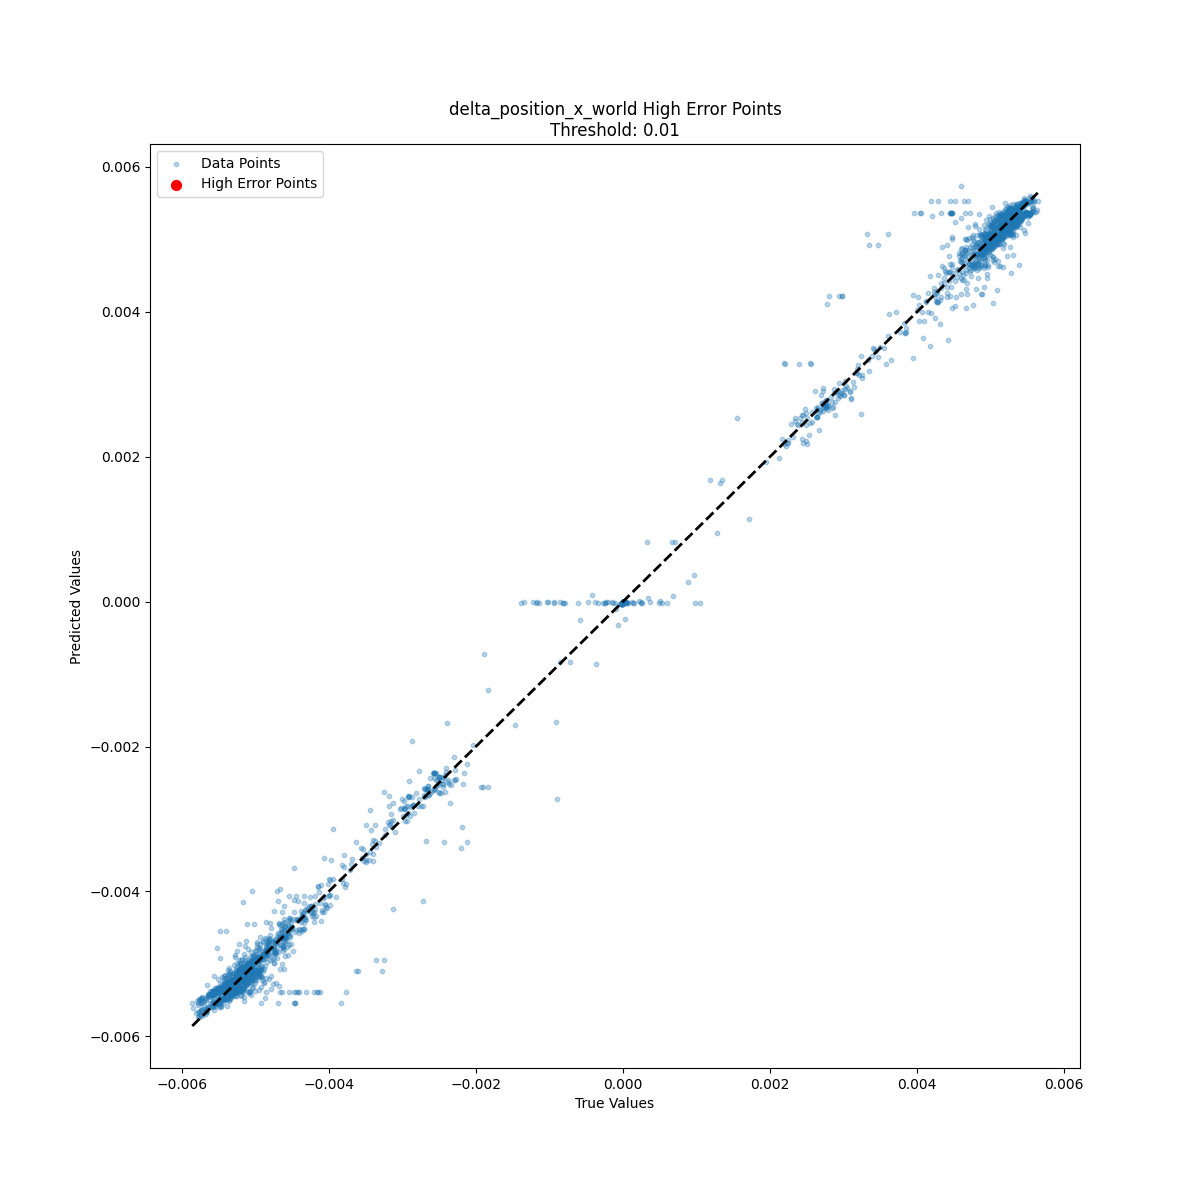 delta_position_x_world High Error Points
Threshold: 0.01
Data Points
High Error Points
0.006
0.004
0.002
0.000
−0.002
−0.004
−0.006
Predicted Values
−0.006
−0.004
−0.002
0.000
0.002
0.004
0.006
True Values